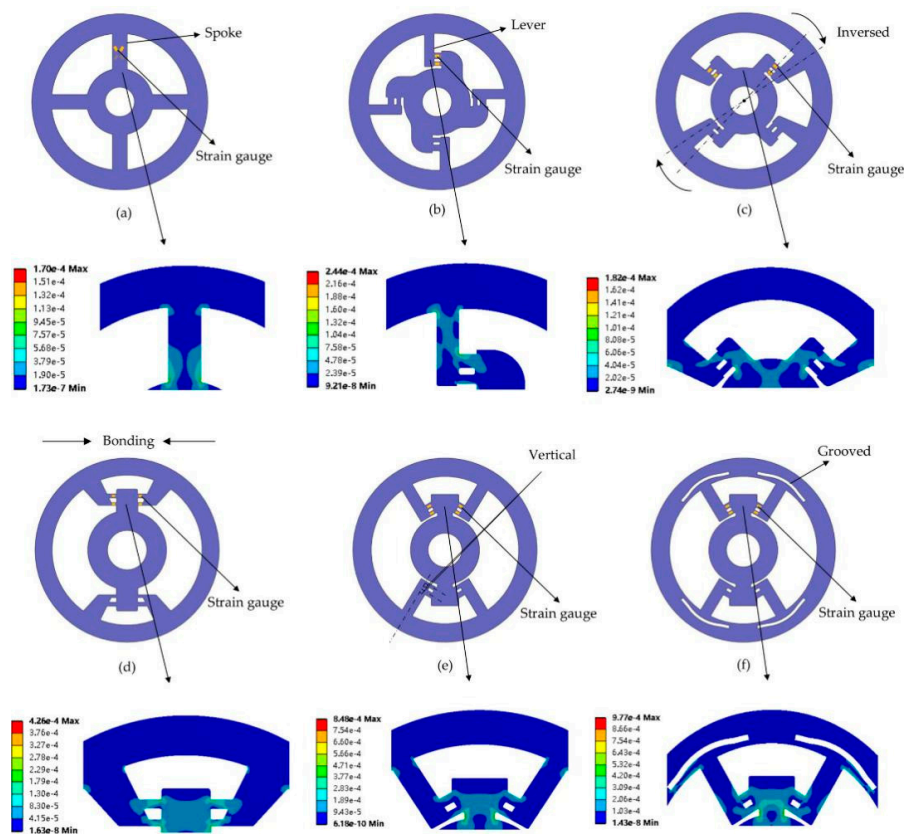 Spoke
Strain gauge
(a)
Lever
Strain gauge
(b)
Inversed
Strain gauge
(c)
1.70e-4 Max
1.51e-4
1.32e-4
1.13e-4
9.45e-5
7.57e-5
5.68e-5
3.79e-5
1.90e-5
1.73e-7 Min
2.44e-4 Max
2.16e-4
1.88e-4
1.60e-4
1.32e-4
1.04e-4
7.58e-5
4.78e-5
2.39e-5
9.21e-8 Min
1.82e-4 Max
1.62e-4
1.41e-4
1.21e-4
1.01e-4
8.08e-5
6.06e-5
4.04e-5
2.02e-5
2.74e-9 Min
Bonding
Strain gauge
(d)
Vertical
Strain gauge
(e)
Grooved
Strain gauge
(f)
4.26e-4 Max
3.76e-4
3.27e-4
2.78e-4
2.29e-4
1.79e-4
1.30e-4
8.30e-5
4.15e-5
1.63e-8 Min
8.48e-4 Max
7.54e-4
6.60e-4
5.66e-4
4.71e-4
3.77e-4
2.83e-4
1.89e-4
9.43e-5
6.18e-10 Min
9.77e-4 Max
8.66e-4
7.54e-4
6.43e-4
5.32e-4
4.20e-4
3.09e-4
2.06e-4
1.03e-4
1.43e-8 Min